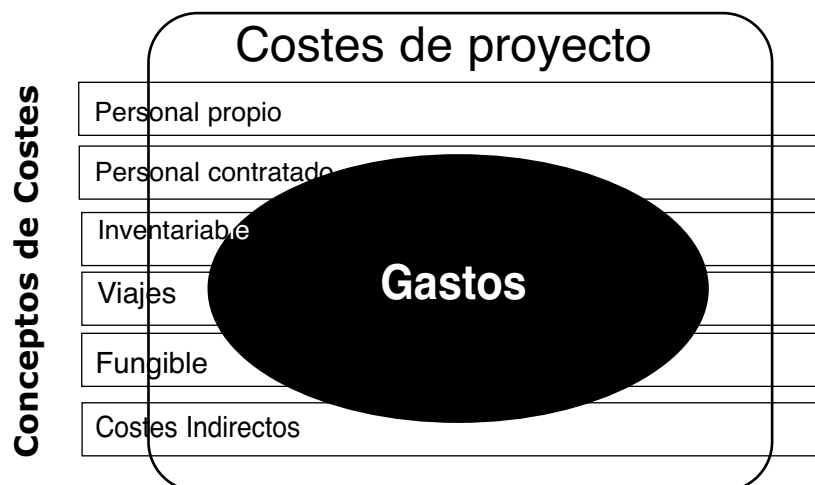 Costes de proyecto
Conceptos de Costes
Personal propio
Personal contratado
Inventariable
Viajes
Gastos
Fungible
Costes Indirectos